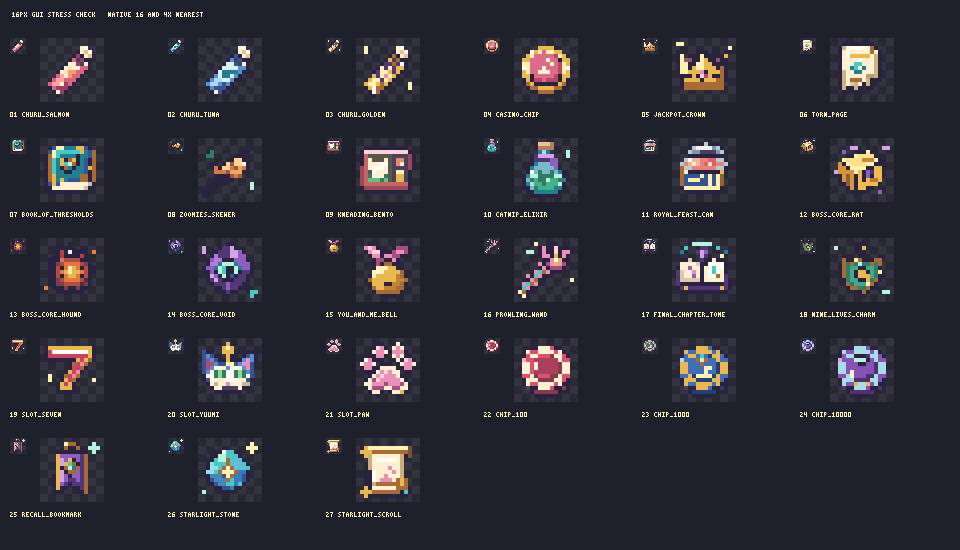 16PX GUI STRESS CHECK   NATIVE 16 AND 4X NEAREST
01 CHURU_SALMON
02 CHURU_TUNA
03 CHURU_GOLDEN
04 CASINO_CHIP
05 JACKPOT_CROWN
06 TORN_PAGE
07 BOOK_OF_THRESHOLDS
08 ZOOMIES_SKEWER
09 KNEADING_BENTO
10 CATNIP_ELIXIR
11 ROYAL_FEAST_CAN
12 BOSS_CORE_RAT
13 BOSS_CORE_HOUND
14 BOSS_CORE_VOID
15 YOU_AND_ME_BELL
16 PROWLING_WAND
17 FINAL_CHAPTER_TOME
18 NINE_LIVES_CHARM
19 SLOT_SEVEN
20 SLOT_YUUMI
21 SLOT_PAW
22 CHIP_100
23 CHIP_1000
24 CHIP_10000
25 RECALL_BOOKMARK
26 STARLIGHT_STONE
27 STARLIGHT_SCROLL